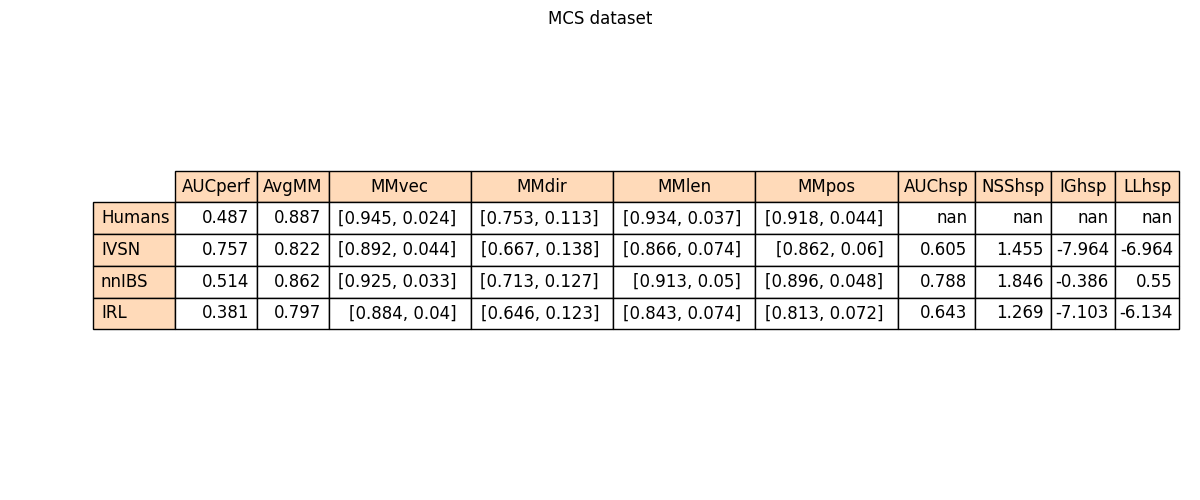 MCS dataset
AUCperf AvgMM MMvec MMdir MMlen MMpos AUChsp NSShsp IGhsp LLhsp
Humans 0.487 0.887 [0.945, 0.024] [0.753, 0.113] [0.934, 0.037] [0.918, 0.044] nan nan nan nan
IVSN 0.757 0.822 [0.892, 0.044] [0.667, 0.138] [0.866, 0.074] [0.862, 0.06] 0.605 1.455 -7.964 -6.964
nnIBS 0.514 0.862 [0.925, 0.033] [0.713, 0.127] [0.913, 0.05] [0.896, 0.048] 0.788 1.846 -0.386 0.55
IRL 0.381 0.797 [0.884, 0.04] [0.646, 0.123] [0.843, 0.074] [0.813, 0.072] 0.643 1.269 -7.103 -6.134